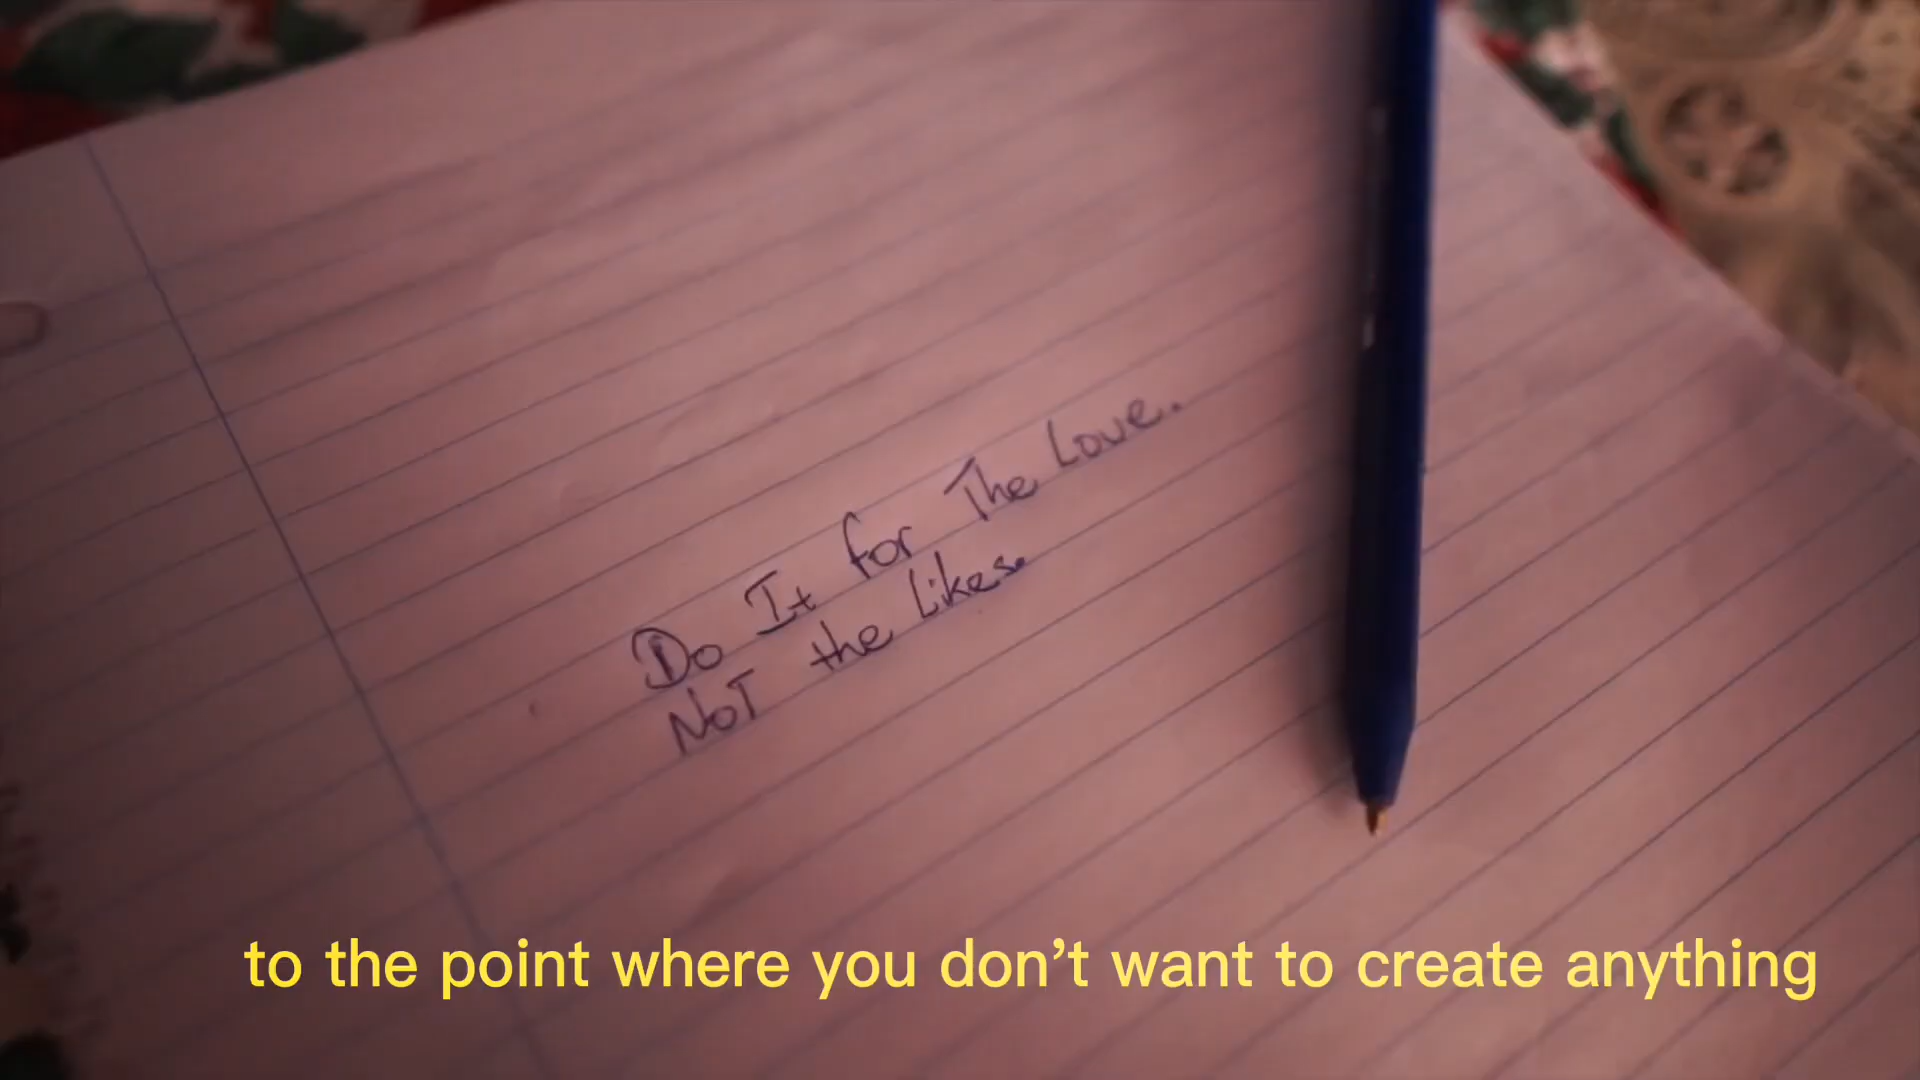 Do It for The Love.
NOT the Likes.
to the point where you don't want to create anything